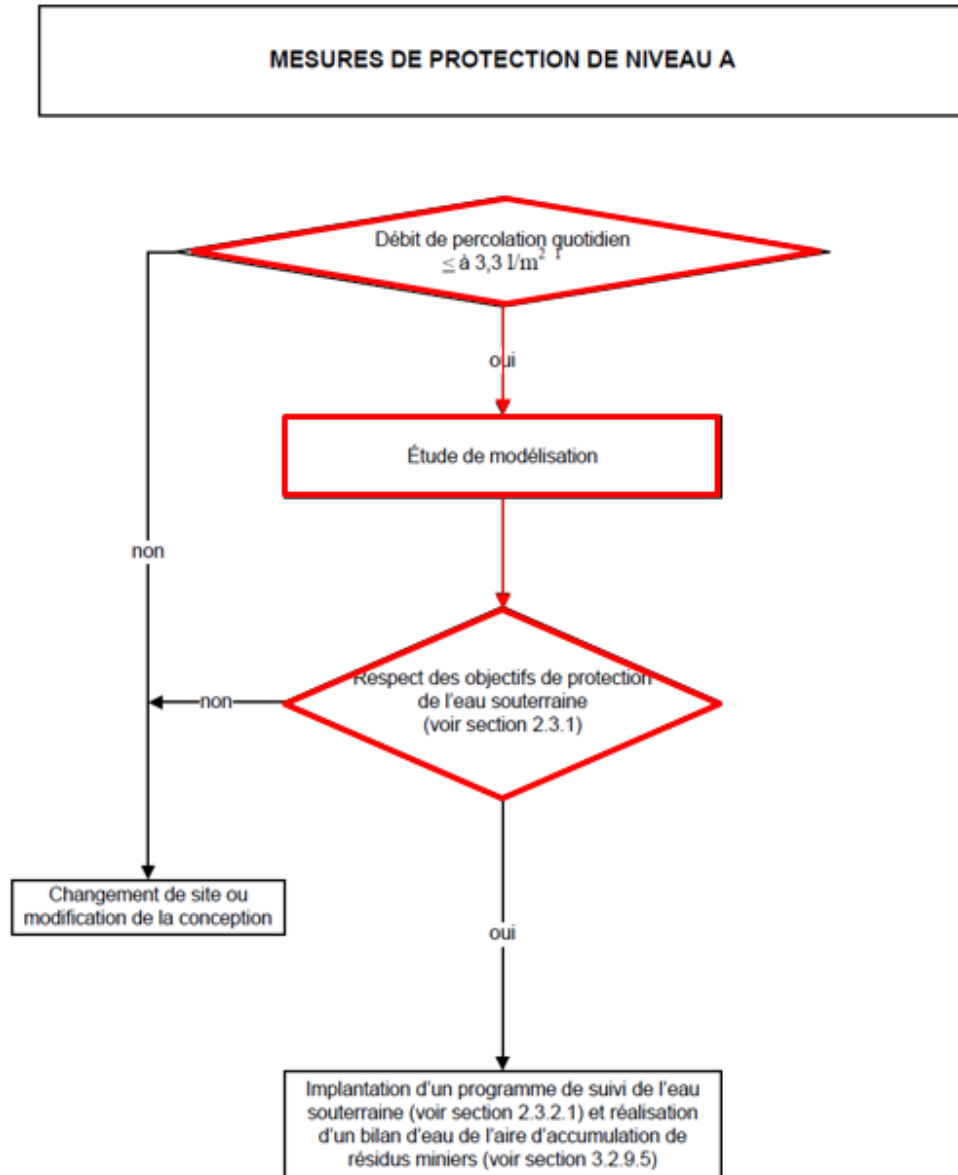 MESURES DE PROTECTION DE NIVEAU A
Débit de percolation quotidien
≤ à 3,3 l/m² ¹
oui
Étude de modélisation
non
Respect des objectifs de protection
de l'eau souterraine
(voir section 2.3.1)
non
Changement de site ou
modification de la conception
oui
Implantation d'un programme de suivi de l'eau
souterraine (voir section 2.3.2.1) et réalisation
d'un bilan d'eau de l'aire d'accumulation de
résidus miniers (voir section 3.2.9.5)